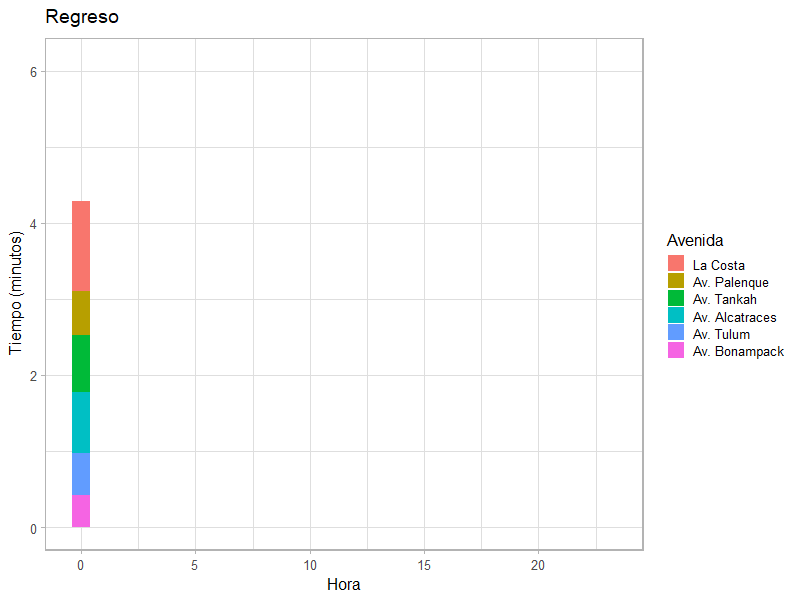 Regreso
Tiempo (minutos)
6
4
2
0
0 5 10 15 20
Hora
Avenida
La Costa
Av. Palenque
Av. Tankah
Av. Alcatraces
Av. Tulum
Av. Bonampack